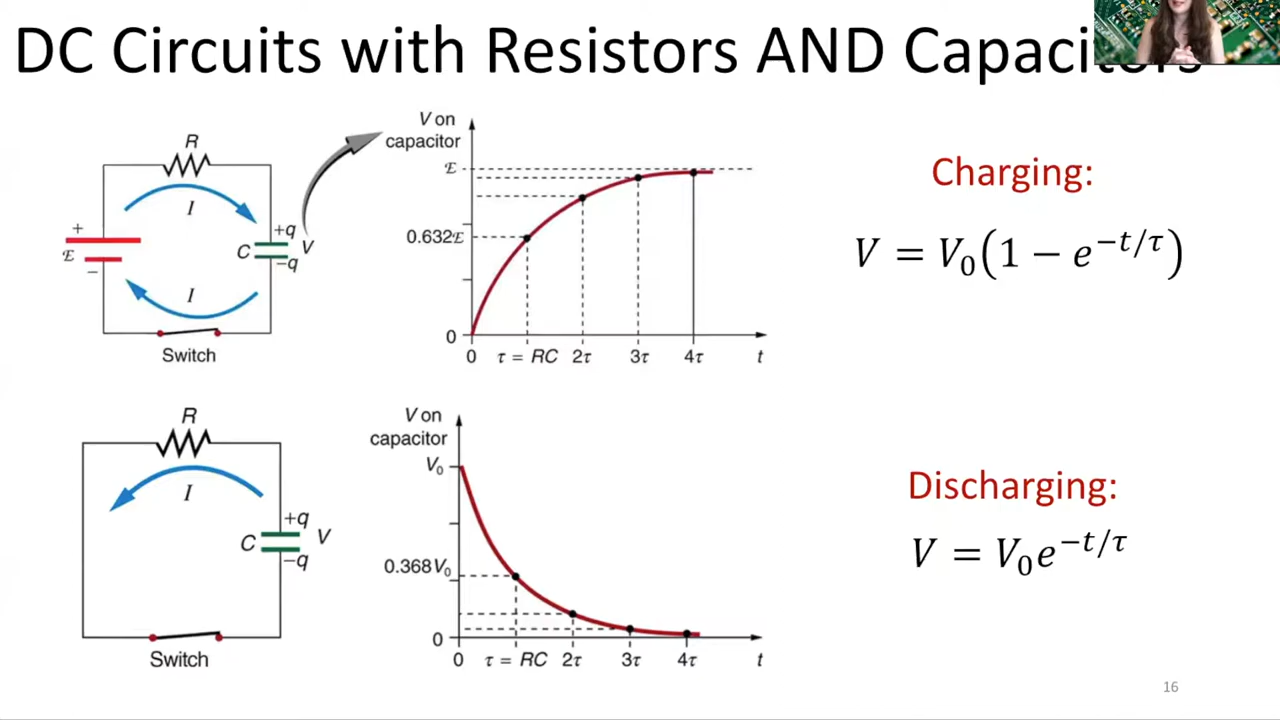 DC Circuits with Resistors AND Capacitors
R
I
+
ℰ
−
C
+q
−q
V
I
Switch
V on
capacitor
ℰ
0.632ℰ
0
0 τ = RC 2τ 3τ 4τ t
Charging:
V = V₀(1 − e^{−t/τ})
R
I
C
+q
−q
V
Switch
V on
capacitor
V₀
0.368V₀
0
0 τ = RC 2τ 3τ 4τ t
Discharging:
V = V₀e^{−t/τ}
16